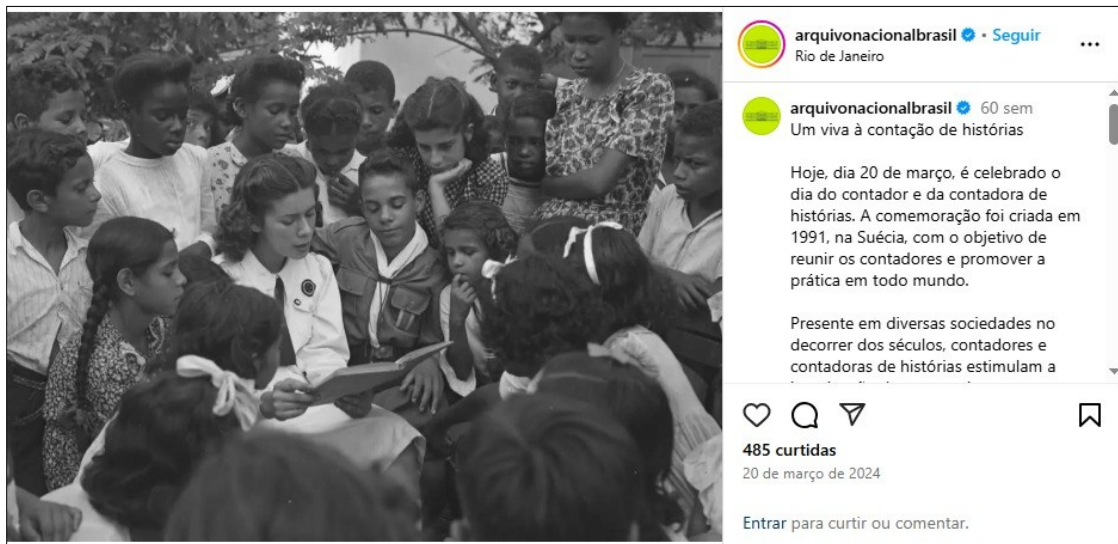 arquivonacionalbrasil • Seguir
Rio de Janeiro
arquivonacionalbrasil 60 sem
Um viva à contação de histórias
Hoje, dia 20 de março, é celebrado o
dia do contador e da contadora de
histórias. A comemoração foi criada em
1991, na Suécia, com o objetivo de
reunir os contadores e promover a
prática em todo mundo.
Presente em diversas sociedades no
decorrer dos séculos, contadores e
contadoras de histórias estimulam a
485 curtidas
20 de março de 2024
Entrar para curtir ou comentar.